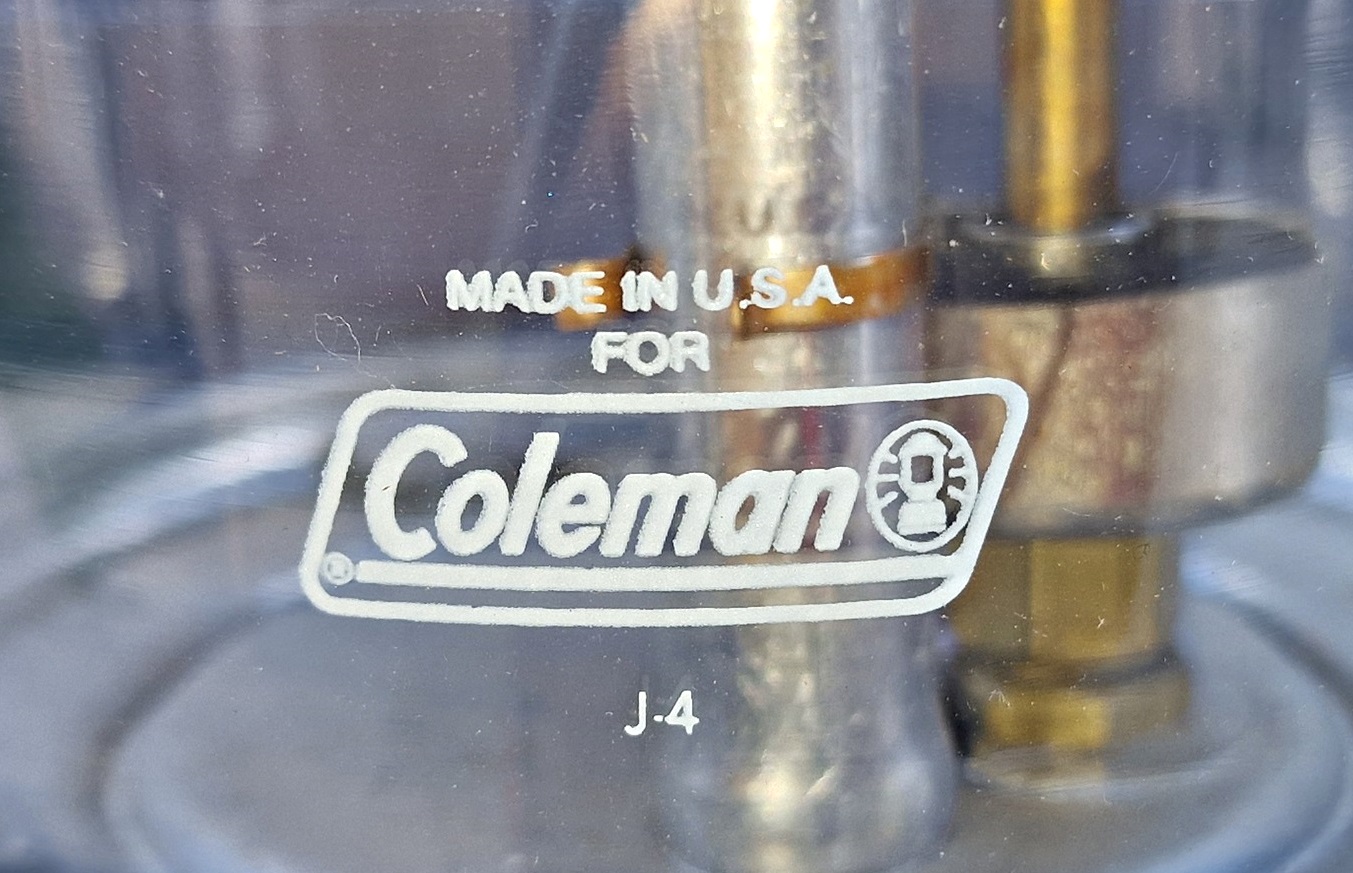 MADE IN U.S.A.
FOR
Coleman
®
J-4